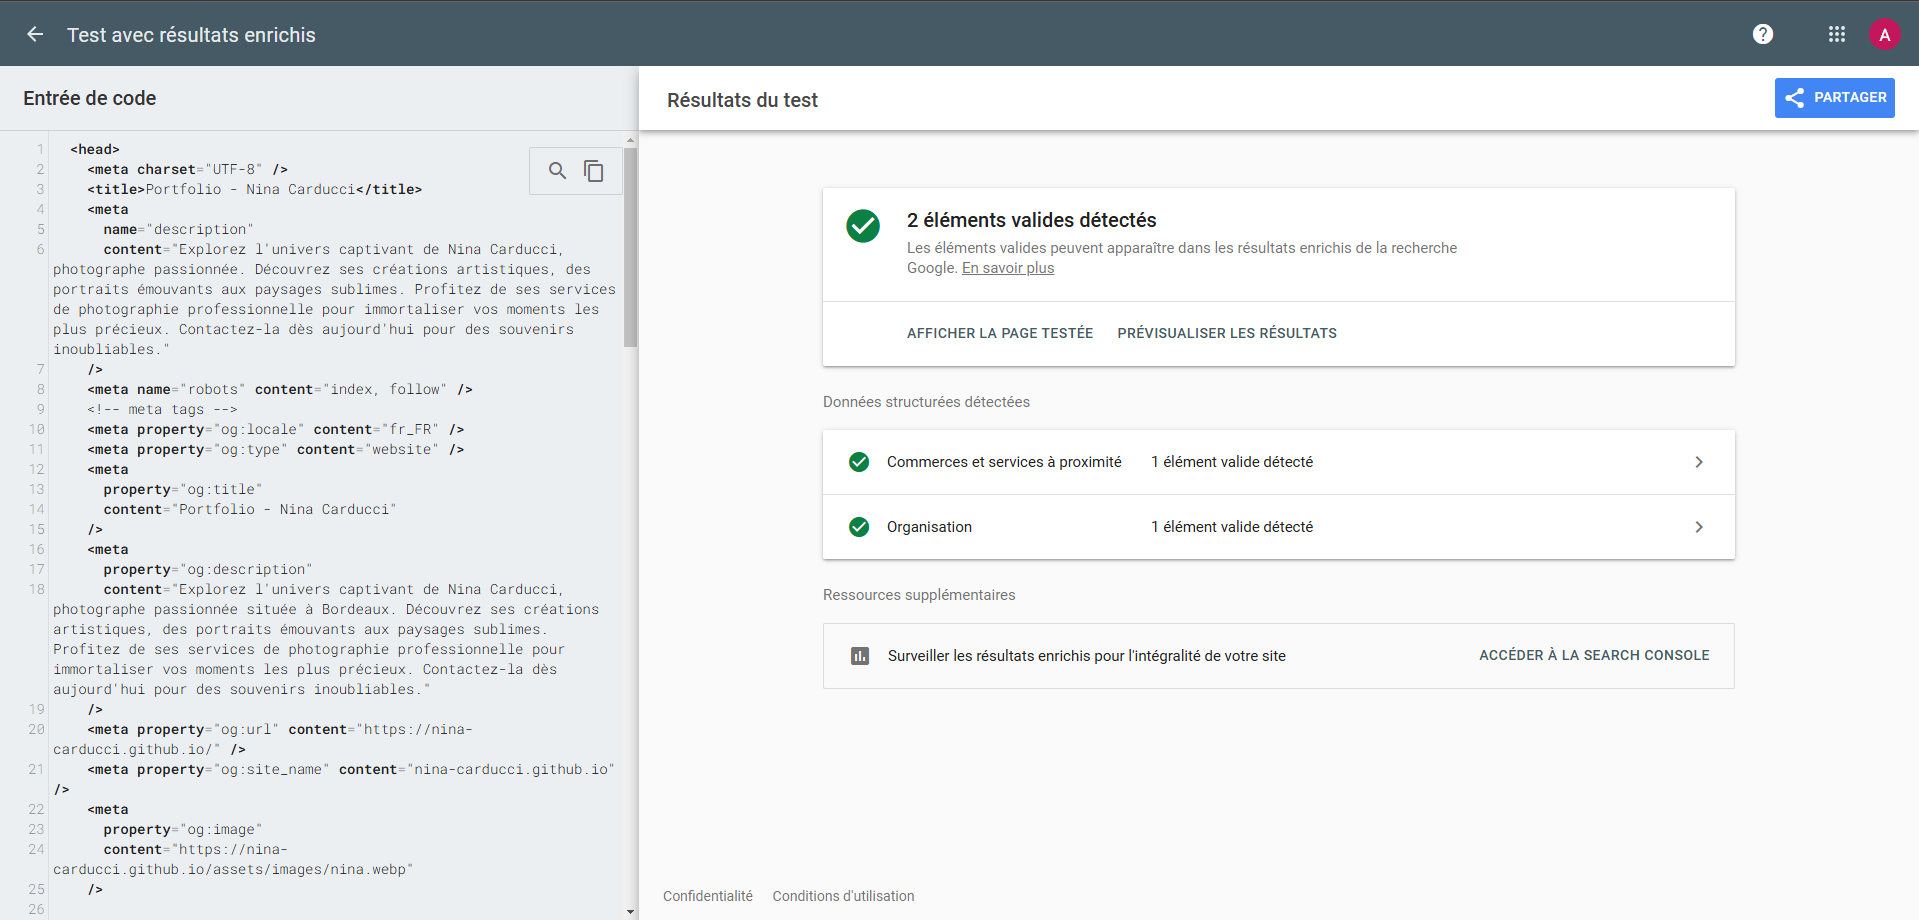 Test avec résultats enrichis
?
A
Entrée de code
1 <head>
2 <meta charset="UTF-8" />
3 <title>Portfolio - Nina Carducci</title>
4 <meta
5 name="description"
6 content="Explorez l'univers captivant de Nina Carducci,
photographe passionnée. Découvrez ses créations artistiques, des
portraits émouvants aux paysages sublimes. Profitez de ses services
de photographie professionnelle pour immortaliser vos moments les
plus précieux. Contactez-la dès aujourd'hui pour des souvenirs
inoubliables."
7 />
8 <meta name="robots" content="index, follow" />
9 <!-- meta tags -->
10 <meta property="og:locale" content="fr_FR" />
11 <meta property="og:type" content="website" />
12 <meta
13 property="og:title"
14 content="Portfolio - Nina Carducci"
15 />
16 <meta
17 property="og:description"
18 content="Explorez l'univers captivant de Nina Carducci,
photographe passionnée située à Bordeaux. Découvrez ses créations
artistiques, des portraits émouvants aux paysages sublimes.
Profitez de ses services de photographie professionnelle pour
immortaliser vos moments les plus précieux. Contactez-la dès
aujourd'hui pour des souvenirs inoubliables."
19 />
20 <meta property="og:url" content="https://nina-
carducci.github.io/" />
21 <meta property="og:site_name" content="nina-carducci.github.io"
/>
22 <meta
23 property="og:image"
24 content="https://nina-
carducci.github.io/assets/images/nina.webp"
25 />
26
Résultats du test
PARTAGER
2 éléments valides détectés
Les éléments valides peuvent apparaître dans les résultats enrichis de la recherche
Google. En savoir plus
AFFICHER LA PAGE TESTÉE PRÉVISUALISER LES RÉSULTATS
Données structurées détectées
Commerces et services à proximité 1 élément valide détecté
Organisation 1 élément valide détecté
Ressources supplémentaires
Surveiller les résultats enrichis pour l'intégralité de votre site ACCÉDER À LA SEARCH CONSOLE
Confidentialité Conditions d'utilisation